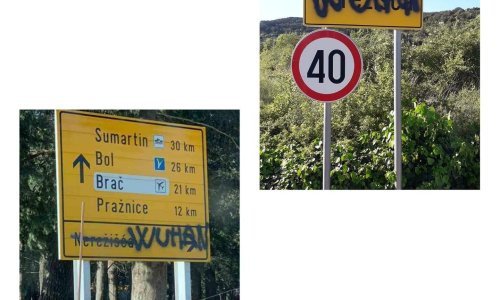 40
Sumartin 30 km
Bol 26 km
Brač 21 km
Pražnice 12 km
Nerežišća WUHAN